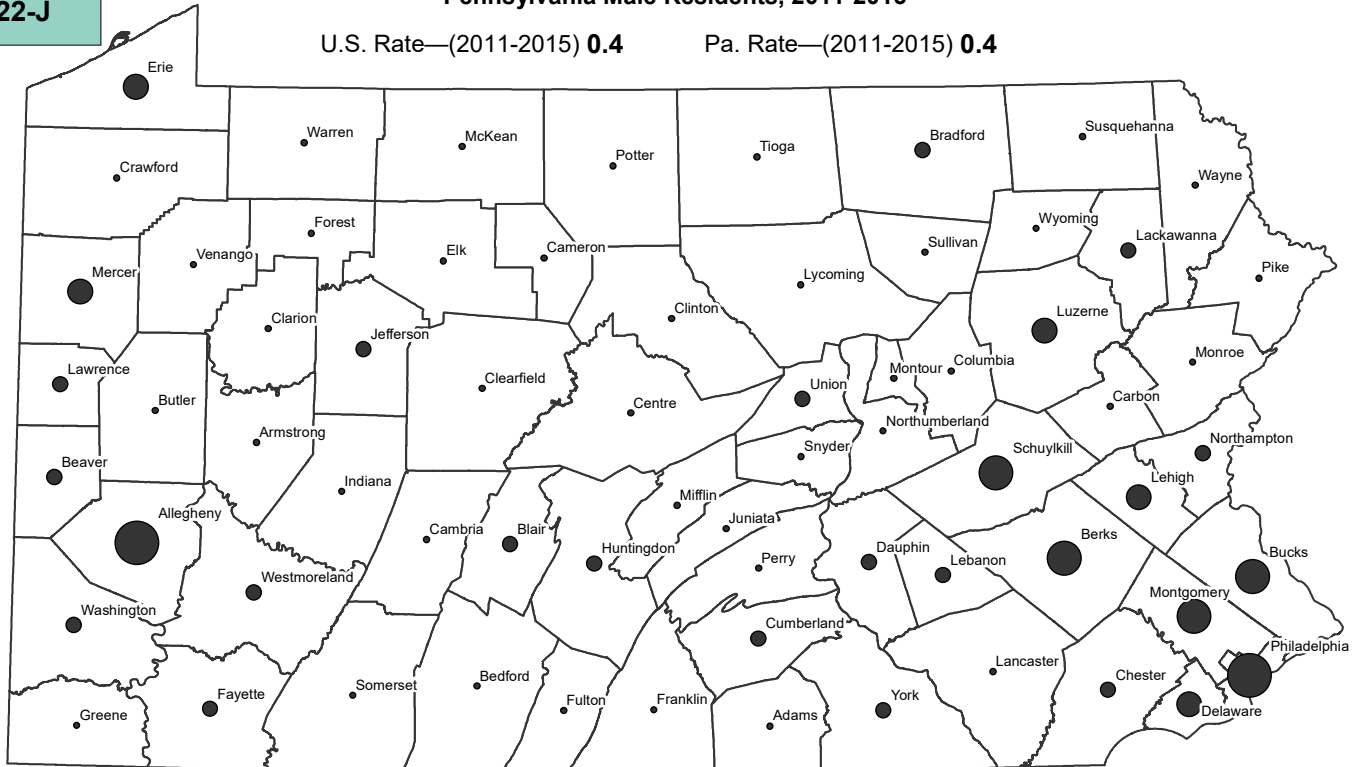 22-J
Pennsylvania Male Residents, 2011-2015
U.S. Rate—(2011-2015) 0.4 Pa. Rate—(2011-2015) 0.4
Erie
Warren
McKean
Potter
Tioga
Bradford
Susquehanna
Wayne
Crawford
Forest
Venango
Elk
Cameron
Sullivan
Wyoming
Lackawanna
Mercer
Clarion
Jefferson
Clinton
Lycoming
Luzerne
Pike
Lawrence
Butler
Clearfield
Centre
Union
Montour
Columbia
Monroe
Carbon
Armstrong
Snyder
Northumberland
Schuylkill
Northampton
Beaver
Indiana
Mifflin
Lehigh
Allegheny
Cambria
Blair
Huntingdon
Juniata
Perry
Dauphin
Lebanon
Berks
Bucks
Westmoreland
Montgomery
Washington
Cumberland
Philadelphia
Greene
Fayette
Somerset
Bedford
Fulton
Franklin
Adams
York
Lancaster
Chester
Delaware